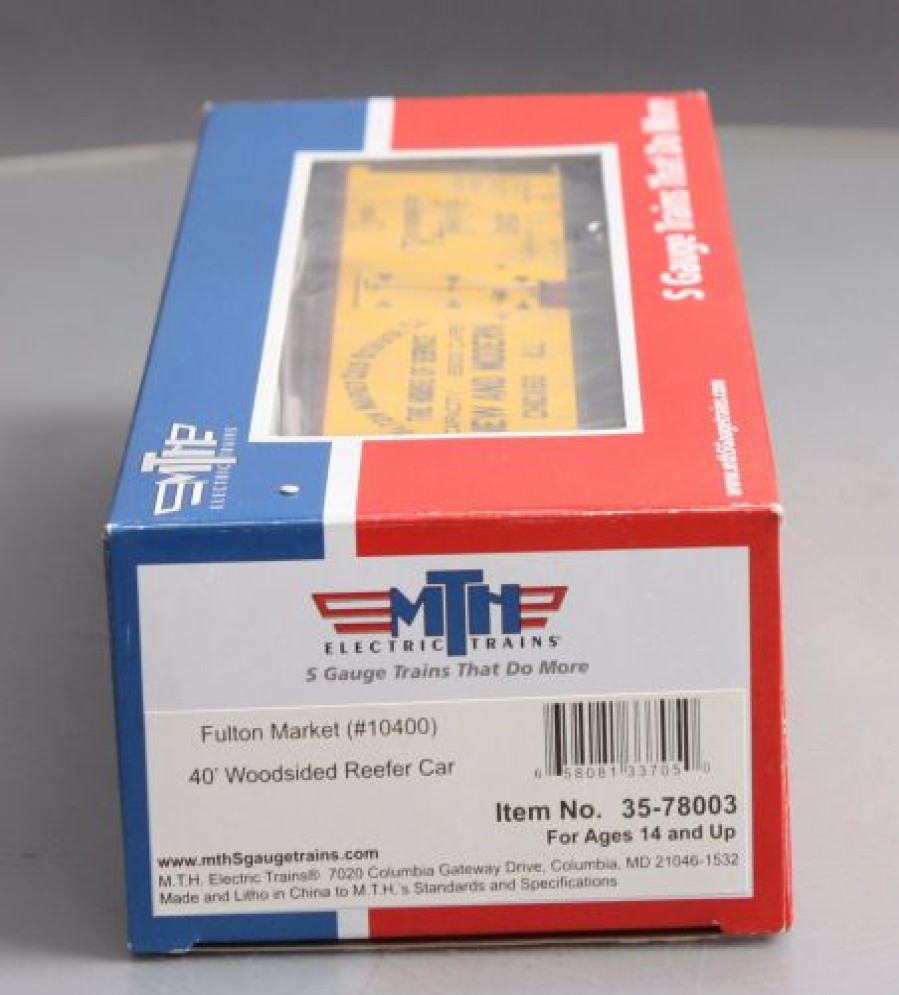 S Gauge Trains That Do More
www.mthSgaugetrains.com
MTH
ELECTRIC TRAINS
MARKET COLD
THE HOUSE OF SERVICE
CAPACITY
NEW AND MODERN
CHICAGO ILL
MTH
ELECTRIC TRAINS
S Gauge Trains That Do More
Fulton Market (#10400)
40' Woodsided Reefer Car
6 58081 33705 0
Item No. 35-78003
For Ages 14 and Up
www.mthSgaugetrains.com
M.T.H. Electric Trains® 7020 Columbia Gateway Drive, Columbia, MD 21046-1532
Made and Litho in China to M.T.H.'s Standards and Specifications